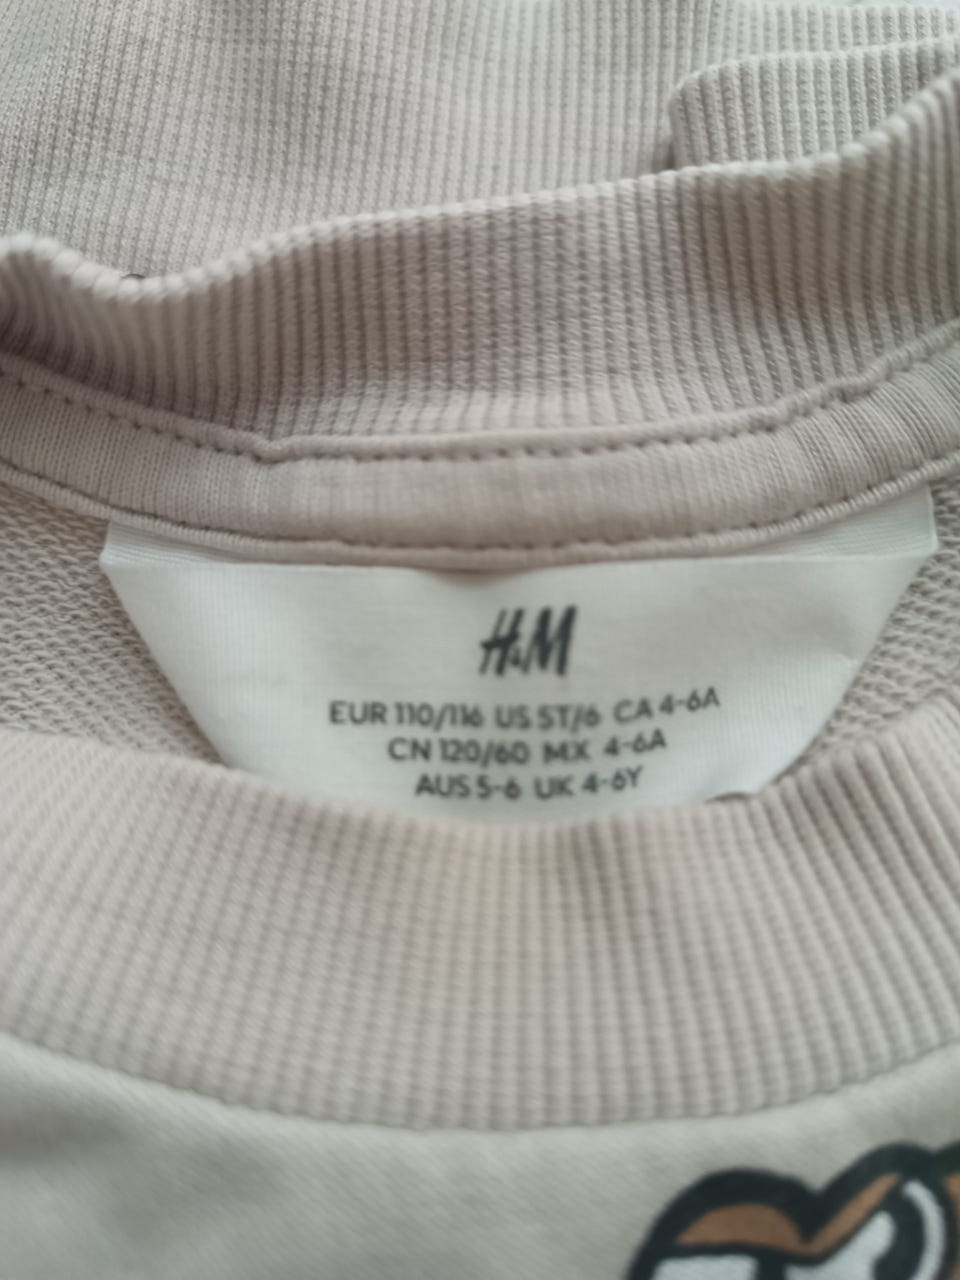 H&M
EUR 110/116 US 5T/6 CA 4-6A
CN 120/60 MX 4-6A
AUS 5-6 UK 4-6Y